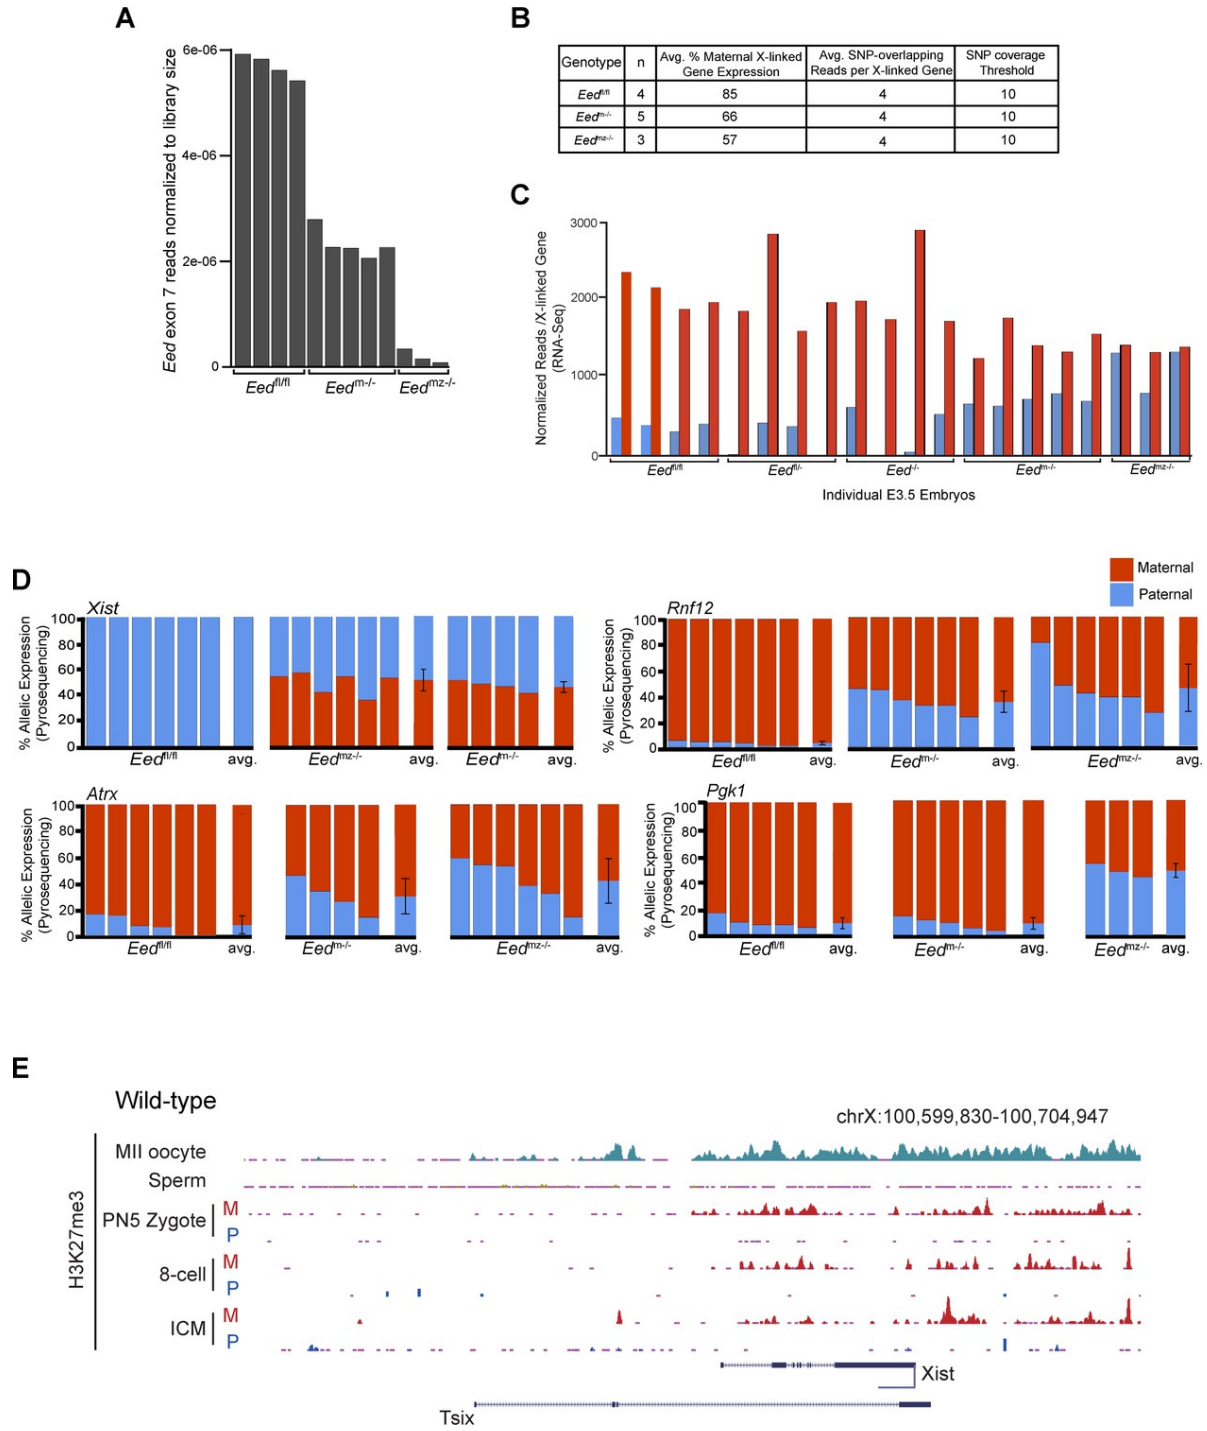 A
Eed exon 7 reads normalized to library size
6e-06
4e-06
2e-06
0
Eedfl/fl
Eedm-/-
Eedmz-/-
B
Genotype
n
Avg. % Maternal X-linked
Gene Expression
Avg. SNP-overlapping
Reads per X-linked Gene
SNP coverage
Threshold
Eedfl/fl 4 85 4 10
Eedm-/- 5 66 4 10
Eedmz-/- 3 57 4 10
C
Normalized Reads /X-linked Gene
(RNA-Seq)
3000
2000
1000
0
Eedfl/fl
Eedfl/-
Eed-/-
Eedm-/-
Eedmz-/-
Individual E3.5 Embryos
D
Maternal
Paternal
Xist
% Allelic Expression
(Pyrosequencing)
100
80
60
40
20
0
Eedfl/fl
avg.
Eedmz-/-
avg.
Eedm-/-
avg.
Rnf12
% Allelic Expression
(Pyrosequencing)
100
80
60
40
20
0
Eedfl/fl
avg.
Eedm-/-
avg.
Eedmz-/-
avg.
Atrx
% Allelic Expression
(Pyrosequencing)
100
80
60
40
20
0
Eedfl/fl
avg.
Eedm-/-
avg.
Eedmz-/-
avg.
Pgk1
% Allelic Expression
(Pyrosequencing)
100
80
60
40
20
0
Eedfl/fl
avg.
Eedm-/-
avg.
Eedmz-/-
avg.
E
Wild-type
chrX:100,599,830-100,704,947
H3K27me3
MII oocyte
Sperm
PN5 Zygote
M
P
8-cell
M
P
ICM
M
P
Xist
Tsix